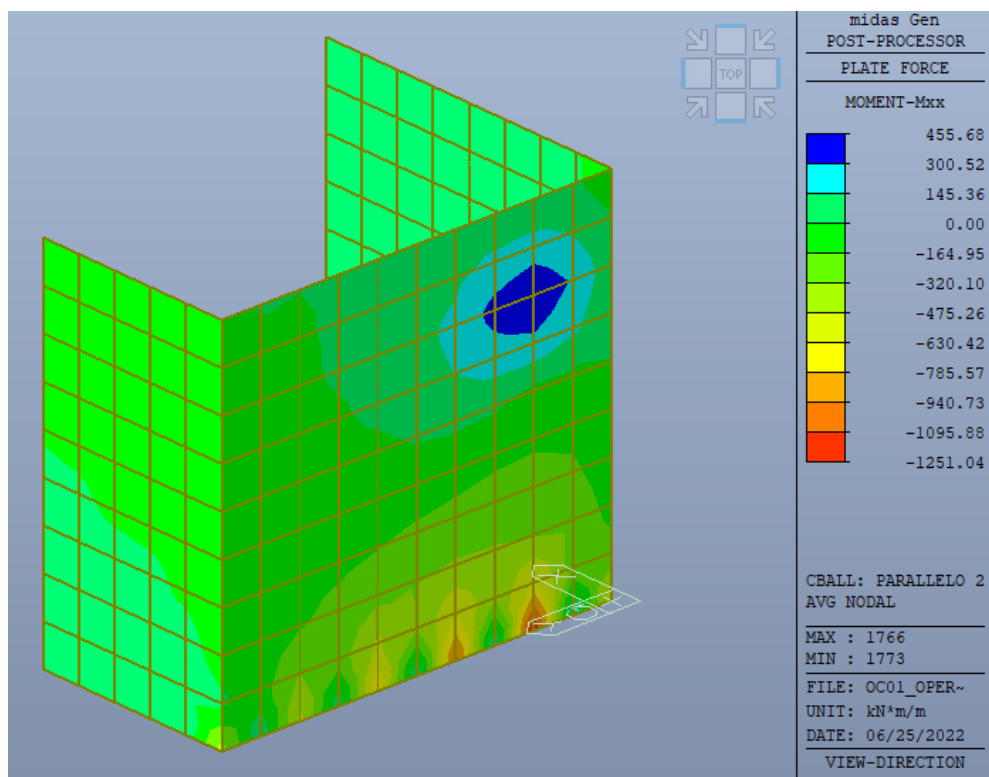 midas Gen
POST-PROCESSOR
PLATE FORCE
MOMENT-Mxx
TOP
455.68
300.52
145.36
0.00
-164.95
-320.10
-475.26
-630.42
-785.57
-940.73
-1095.88
-1251.04
CBALL: PARALLELO 2
AVG NODAL
MAX : 1766
MIN : 1773
FILE: OC01_OPER~
UNIT: kN*m/m
DATE: 06/25/2022
VIEW-DIRECTION